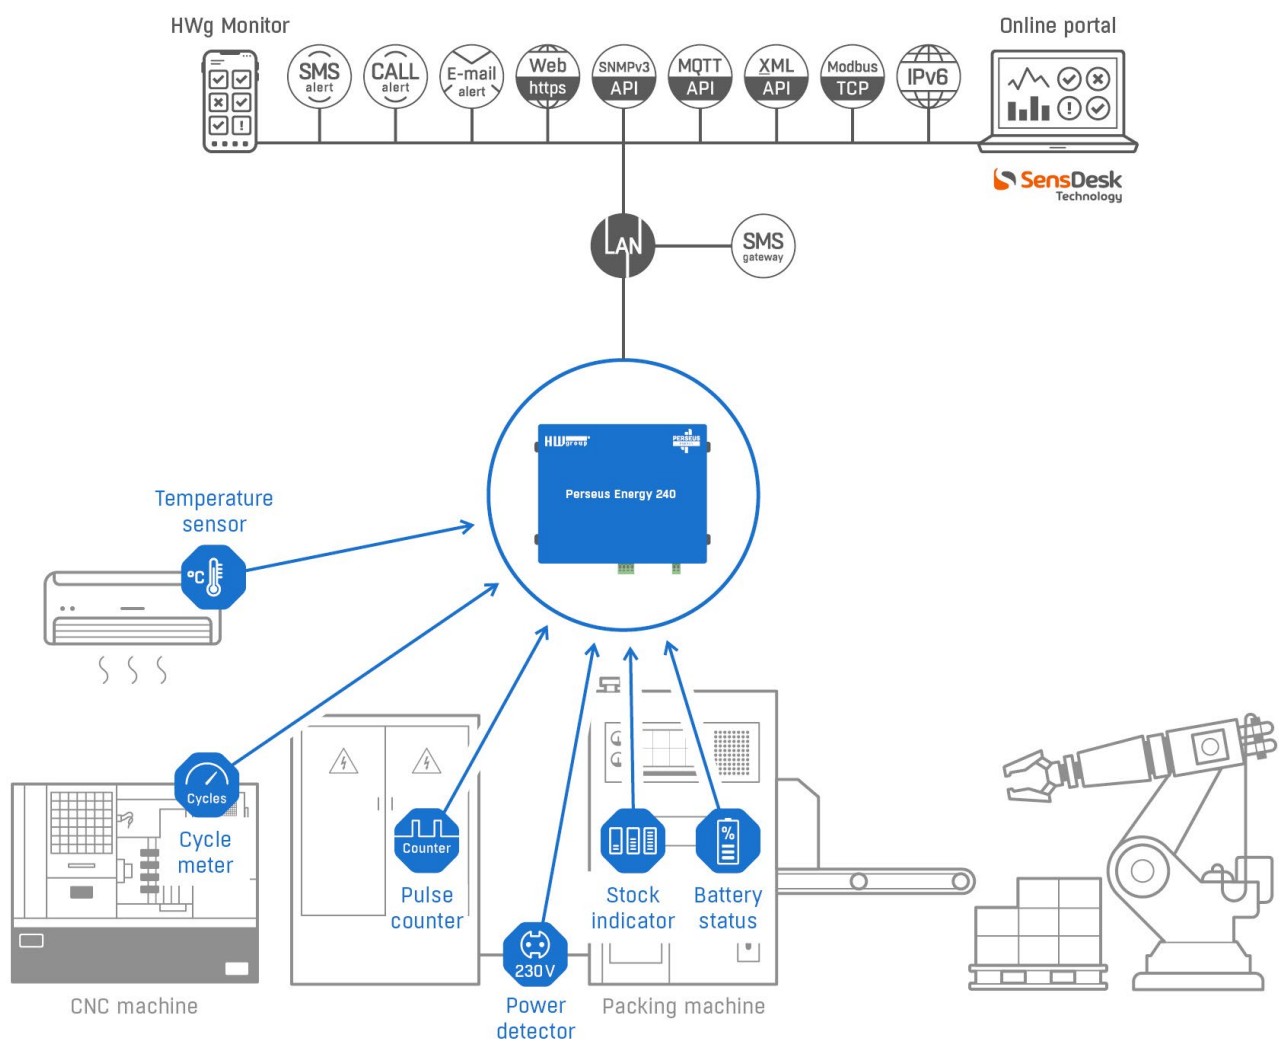 HWg Monitor
Online portal
SMS
alert
CALL
alert
E-mail
alert
Web
https
SNMPv3
API
MQTT
API
XML
API
Modbus
TCP
IPv6
SensDesk
Technology
LAN
SMS
gateway
HWgroup
PERSEUS
Perseus Energy 240
Temperature
sensor
°C
Cycles
Cycle
meter
Counter
Pulse
counter
%
Stock
indicator
Battery
status
230 V
Power
detector
CNC machine
Packing machine